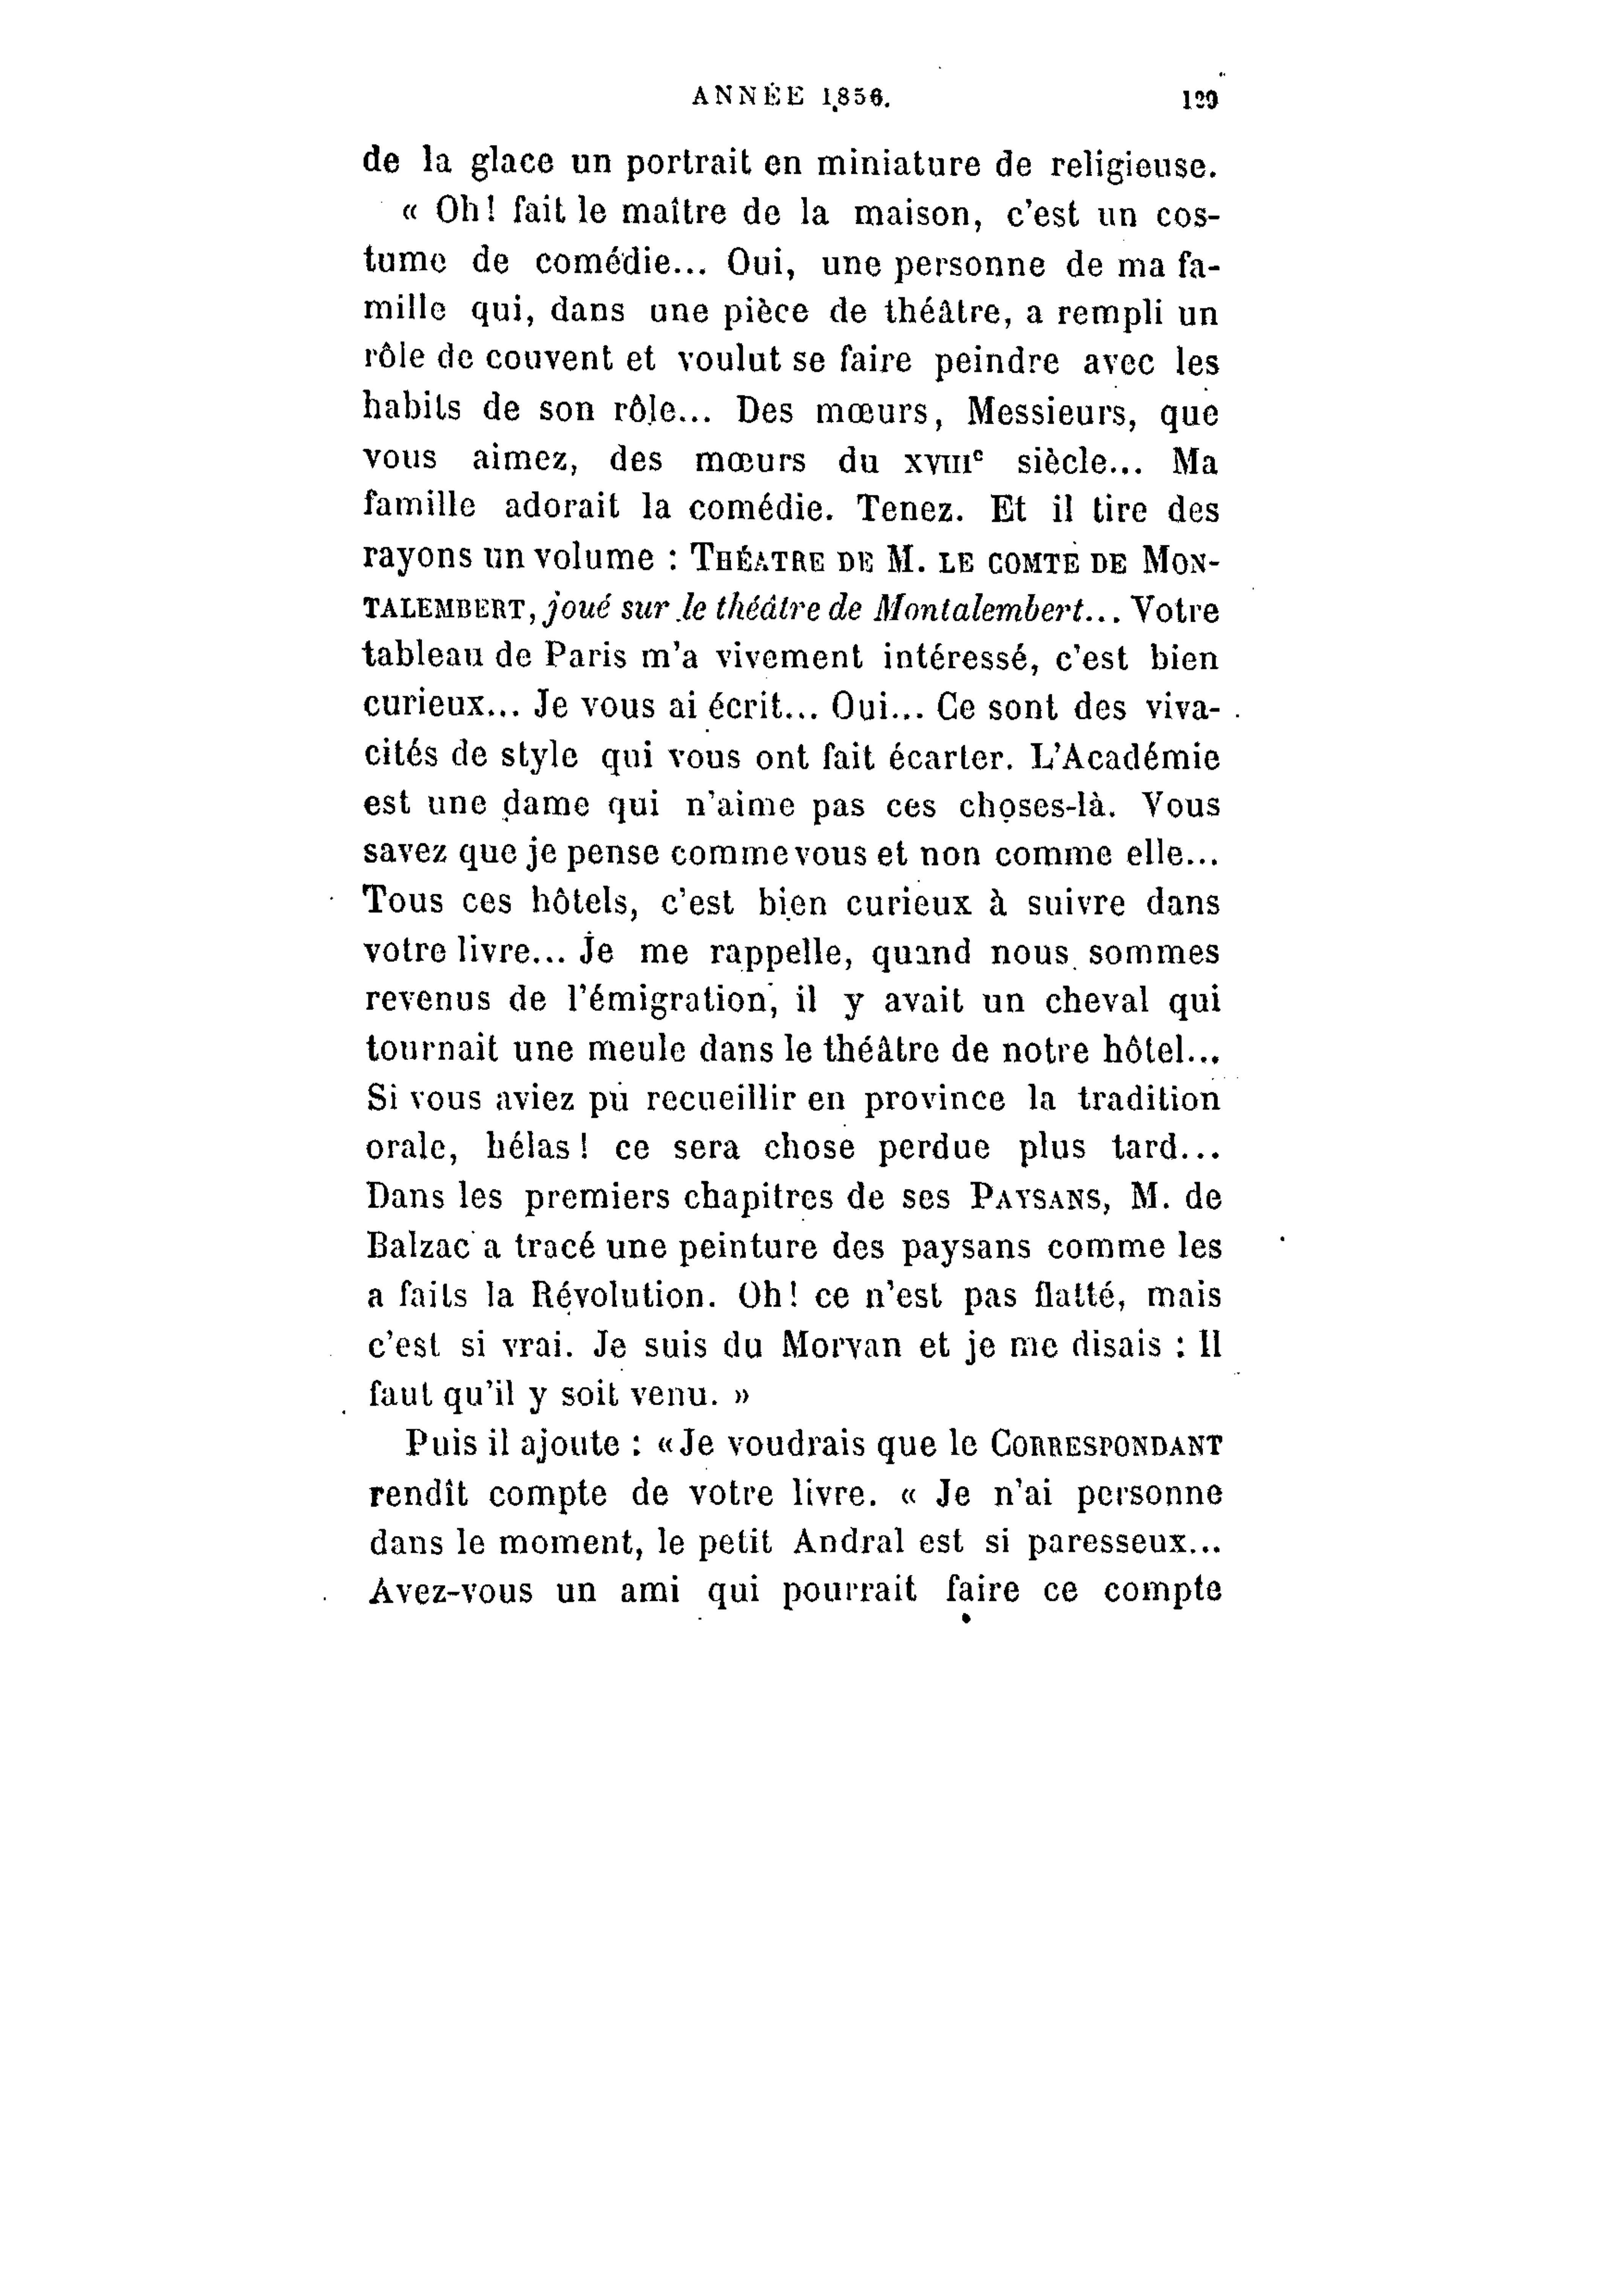 ANNÉE 1856. 129
de la glace un portrait en miniature de religieuse.
« Oh! fait le maître de la maison, c'est un cos-
tume de comédie... Oui, une personne de ma fa-
mille qui, dans une pièce de théâtre, a rempli un
rôle de couvent et voulut se faire peindre avec les
habits de son rôle... Des mœurs, Messieurs, que
vous aimez, des mœurs du XVIIIe siècle... Ma
famille adorait la comédie. Tenez. Et il tire des
rayons un volume : THÉATRE DE M. LE COMTE DE MON-
TALEMBERT, joué sur le théâtre de Montalembert... Votre
tableau de Paris m'a vivement intéressé, c'est bien
curieux... Je vous ai écrit... Oui... Ce sont des viva-
cités de style qui vous ont fait écarter. L'Académie
est une dame qui n'aime pas ces choses-là. Vous
savez que je pense comme vous et non comme elle...
Tous ces hôtels, c'est bien curieux à suivre dans
votre livre... Je me rappelle, quand nous sommes
revenus de l'émigration, il y avait un cheval qui
tournait une meule dans le théâtre de notre hôtel...
Si vous aviez pu recueillir en province la tradition
orale, hélas ! ce sera chose perdue plus tard...
Dans les premiers chapitres de ses PAYSANS, M. de
Balzac a tracé une peinture des paysans comme les
a faits la Révolution. Oh! ce n'est pas flatté, mais
c'est si vrai. Je suis du Morvan et je me disais : Il
faut qu'il y soit venu. »
Puis il ajoute : «Je voudrais que le CORRESPONDANT
rendît compte de votre livre. « Je n'ai personne
dans le moment, le petit Andral est si paresseux...
Avez-vous un ami qui pourrait faire ce compte